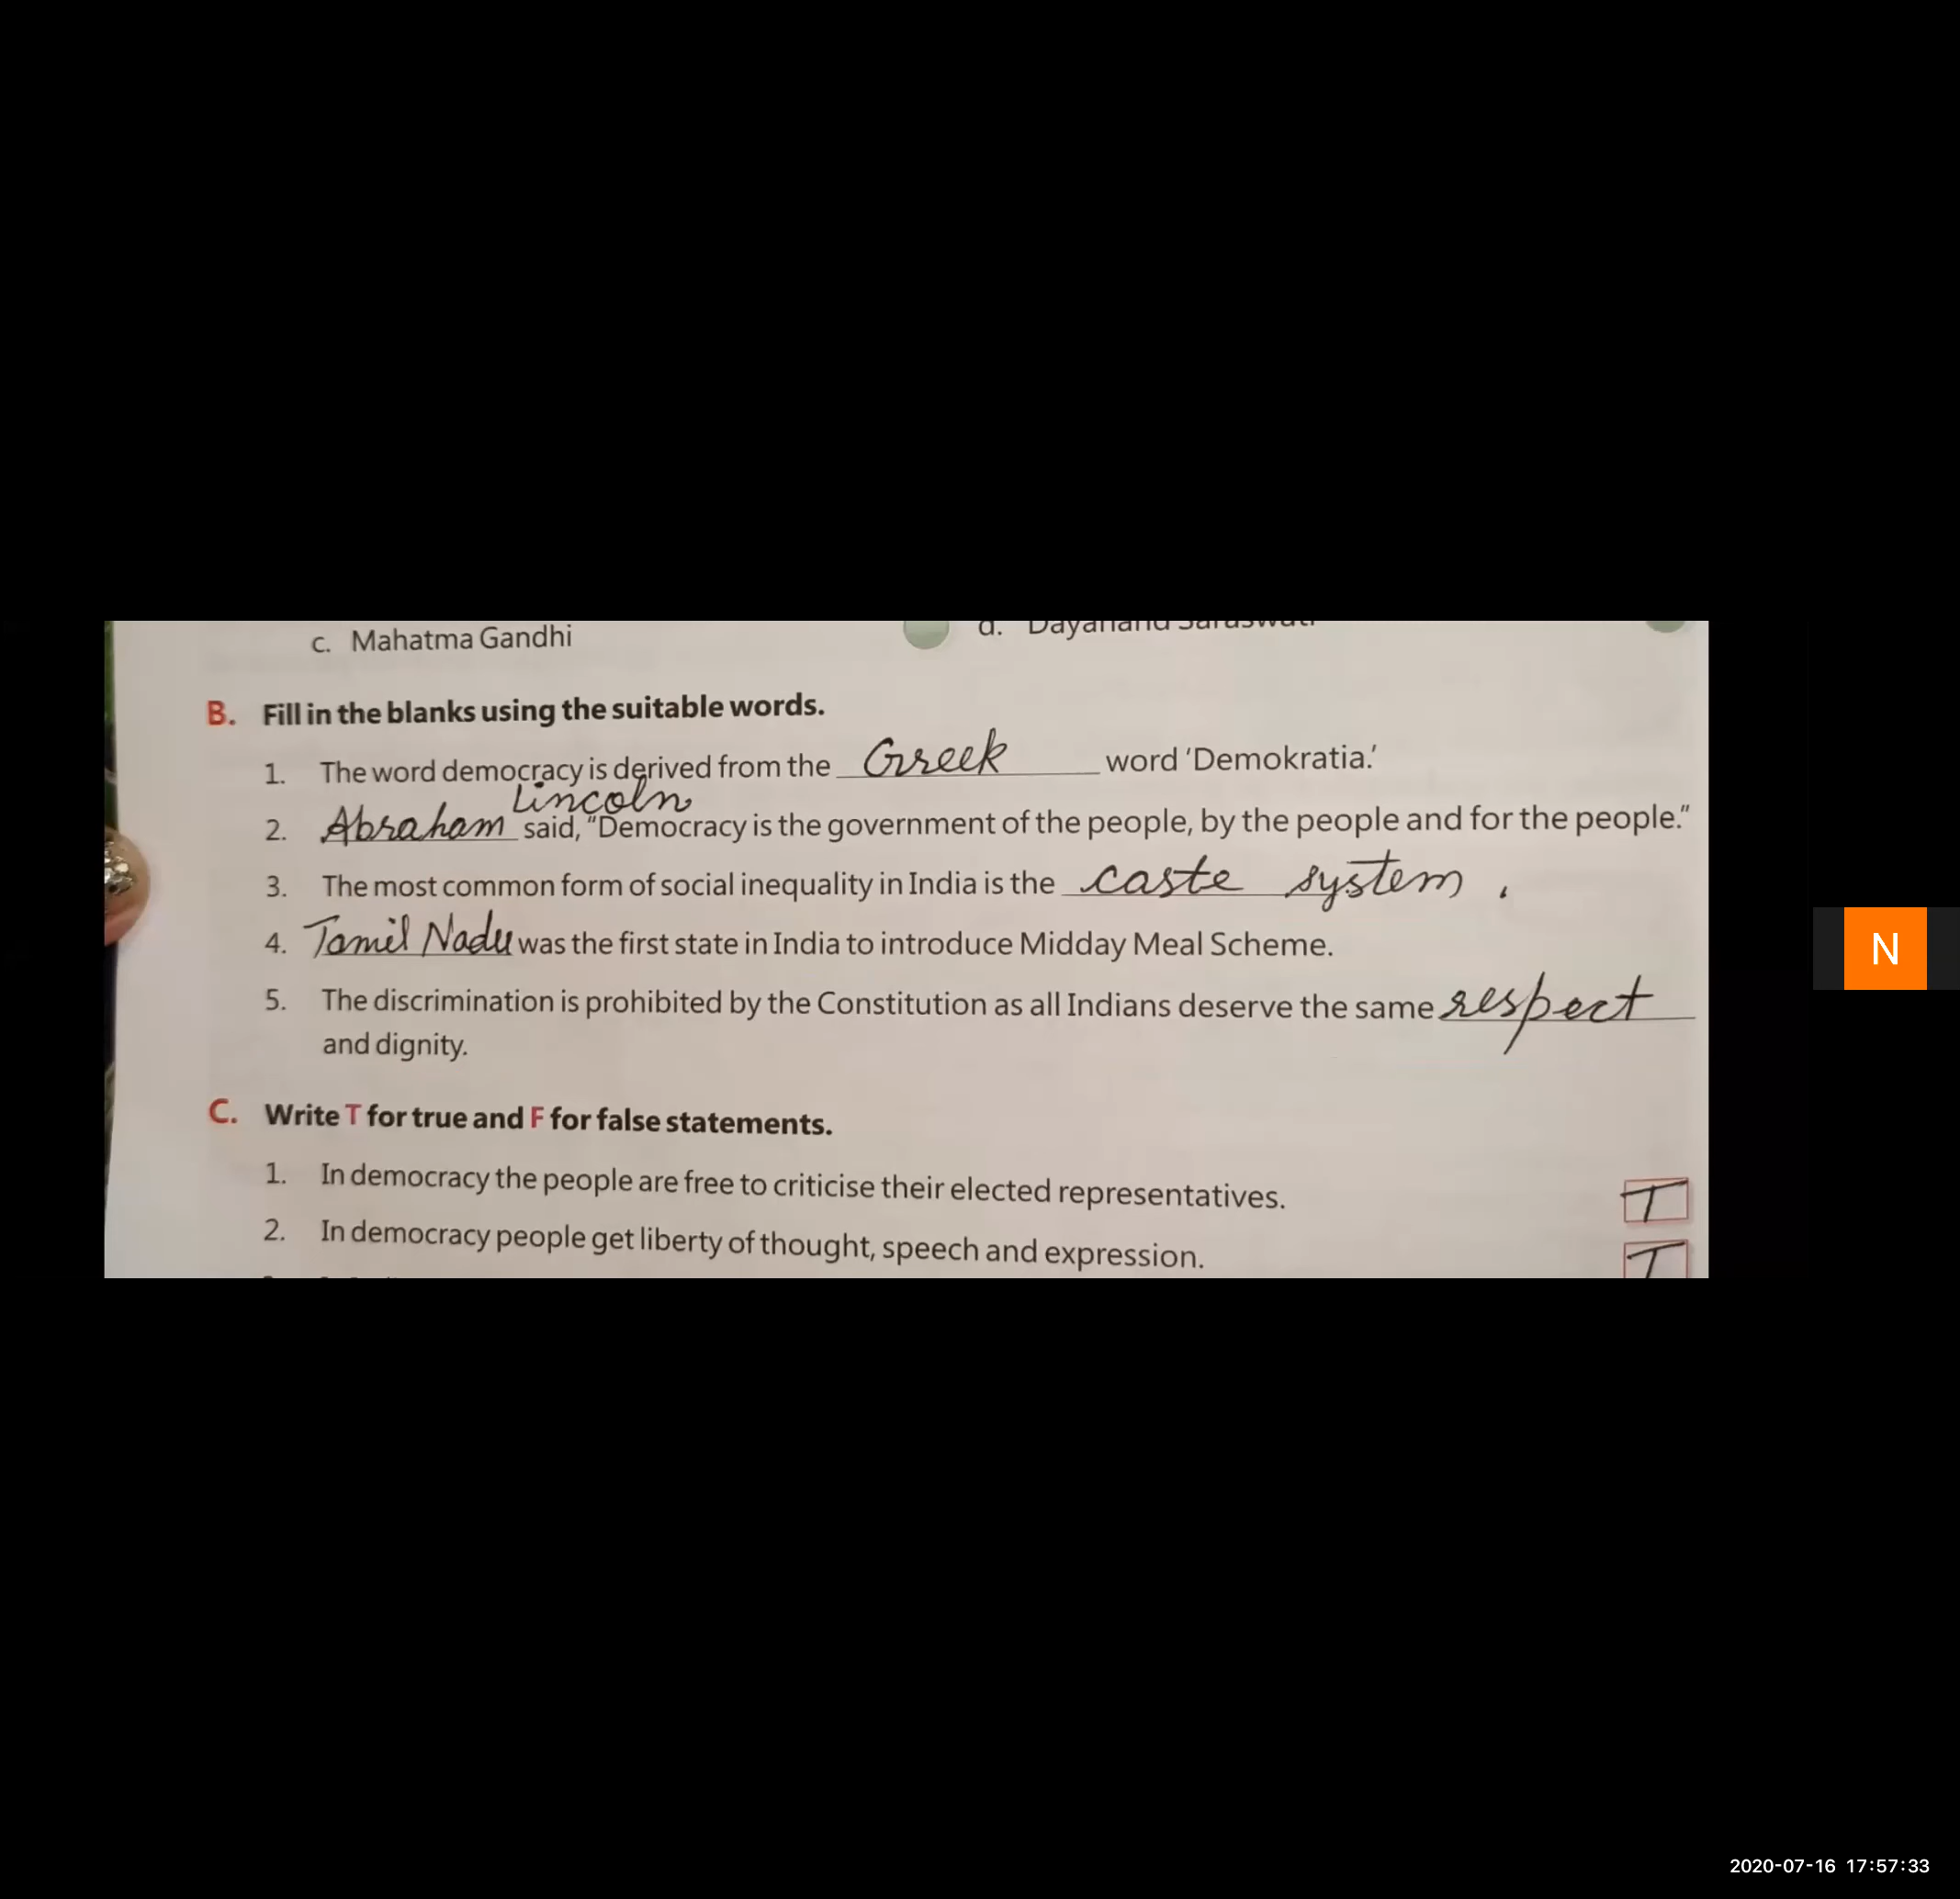 c. Mahatma Gandhi d. Dayanand Saraswati
B. Fill in the blanks using the suitable words.
1. The word democracy is derived from the Greek word ‘Demokratia.’
Lincoln
2. Abraham said, “Democracy is the government of the people, by the people and for the people.”
3. The most common form of social inequality in India is the caste system .
4. Tamil Nadu was the first state in India to introduce Midday Meal Scheme.
N
5. The discrimination is prohibited by the Constitution as all Indians deserve the same respect
and dignity.
C. Write T for true and F for false statements.
1. In democracy the people are free to criticise their elected representatives. T
2. In democracy people get liberty of thought, speech and expression. T
2020-07-16 17:57:33